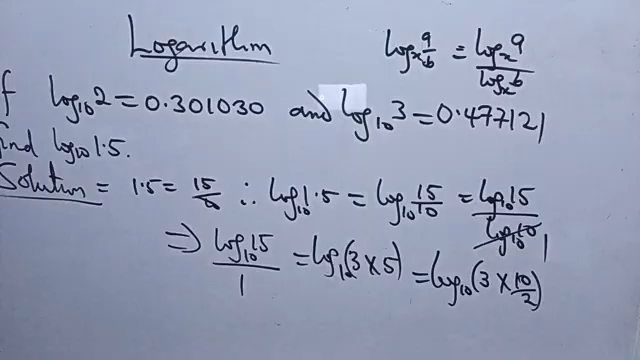 Logarithm
logₓ a/b = logₓ a / logₓ b
If log₁₀ 2 = 0.301030 and log₁₀ 3 = 0.477121
find log₁₀ 1.5.
Solution = 1.5 = 15/10 ∴ log₁₀ 1.5 = log₁₀ 15/10 = log₁₀ 15 / log₁₀ 10 1
⇒ log₁₀ 15 / 1 = log₁₀ (3 × 5) = log₁₀ (3 × 10/2)